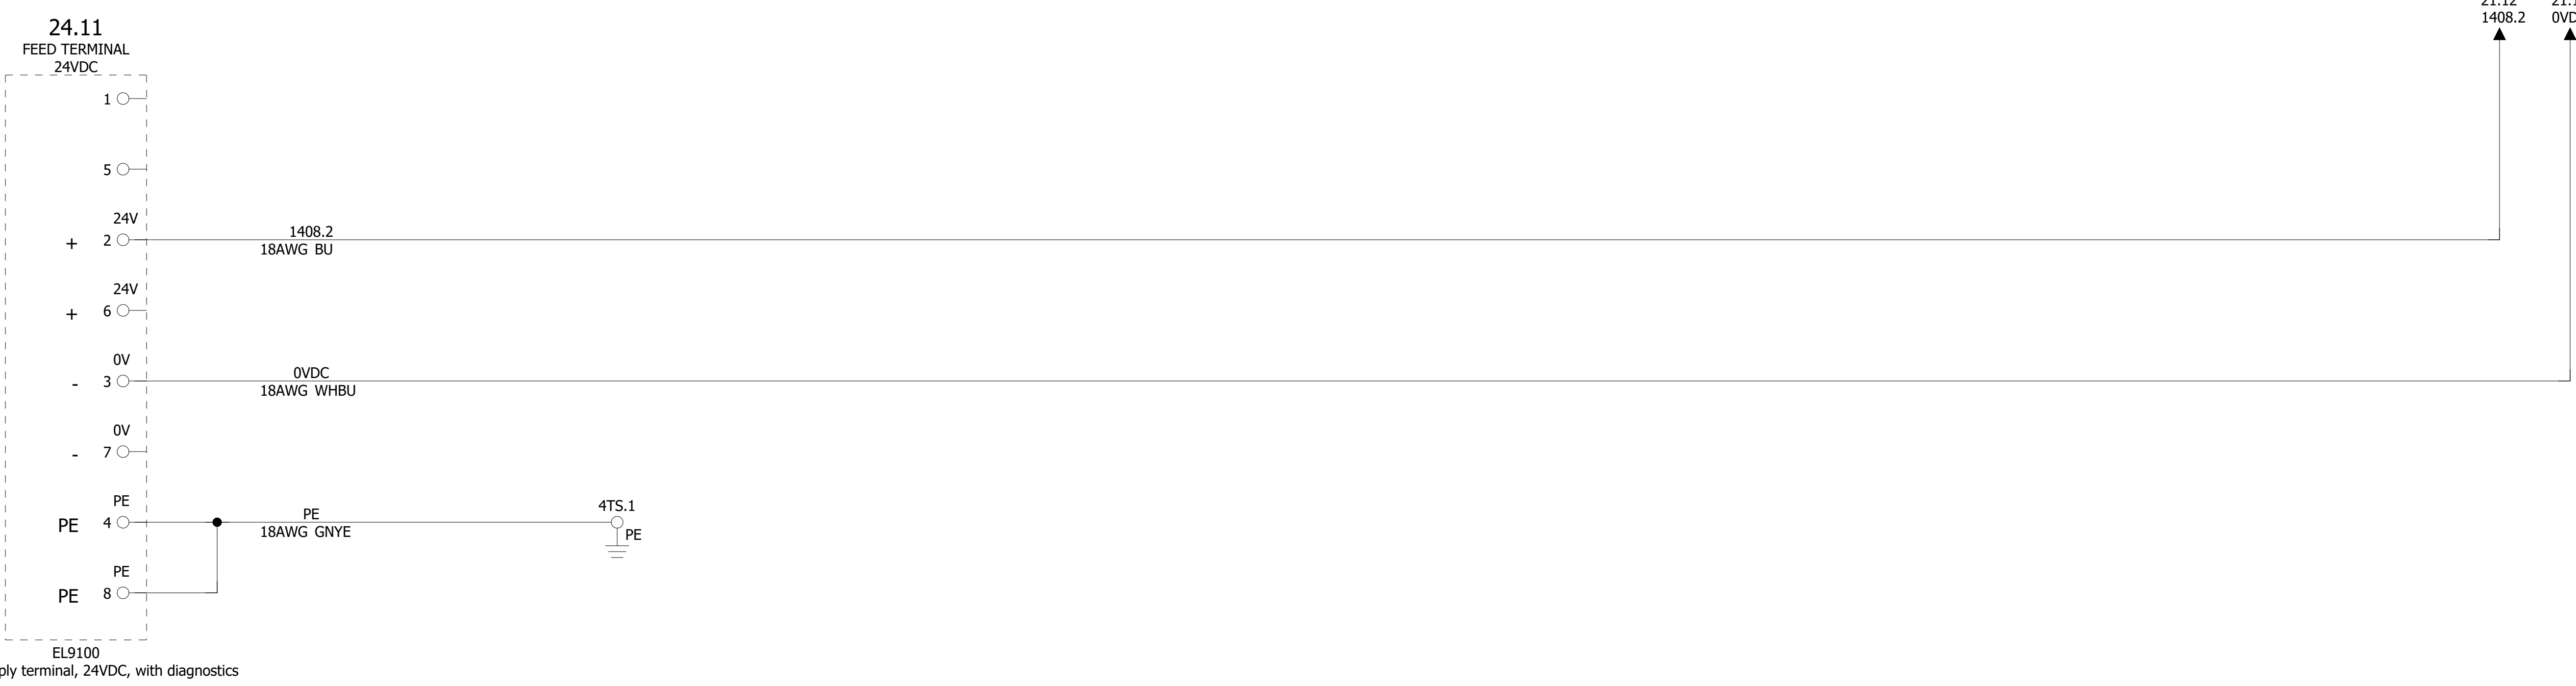 24.11
FEED TERMINAL
24VDC
1408.2
1
5
24V
+ 2
1408.2
18AWG BU
24V
+ 6
0V
- 3
0VDC
18AWG WHBU
0V
- 7
PE
PE 4
PE
18AWG GNYE
4TS.1
PE
PE
PE 8
EL9100
terminal, 24VDC, with diagnostics